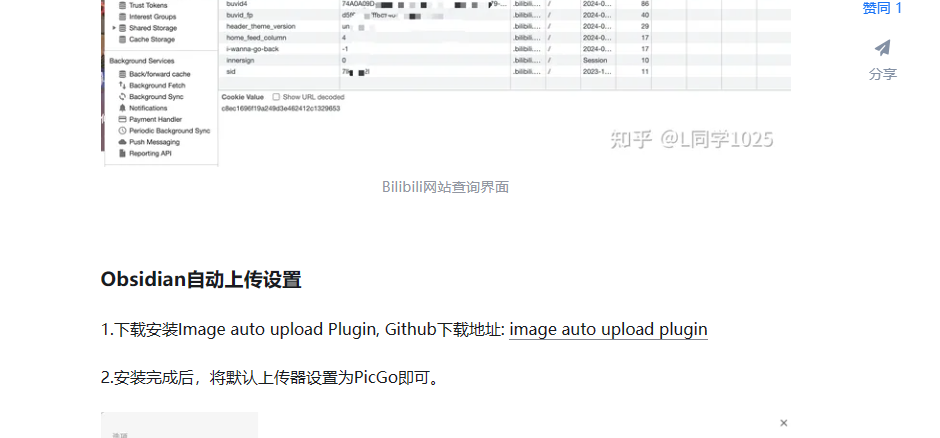 Trust Tokens
Interest Groups
Shared Storage
Cache Storage
Background Services
Back/forward cache
Background Fetch
Background Sync
Notifications
Payment Handler
Periodic Background Sync
Push Messaging
Reporting API
buvid4 .bilibili.... / 2024-0... 86
buvid_fp .bilibili.... / 2024-0... 40
header_theme_version .bilibili.... / 2024-0... 29
home_feed_column 4 .bilibili.... / 2024-0... 17
i-wanna-go-back -1 .bilibili.... / 2024-0... 17
innersign 0 .bilibili.... / Session 10
sid .bilibili.... / 2023-1... 11
Cookie Value Show URL decoded
c8ec1696f19a249d3e462412c1329653
知乎 @L同学1025
赞同 1
分享
Bilibili网站查询界面
Obsidian自动上传设置
1.下载安装Image auto upload Plugin, Github下载地址: image auto upload plugin
2.安装完成后，将默认上传器设置为PicGo即可。
选项